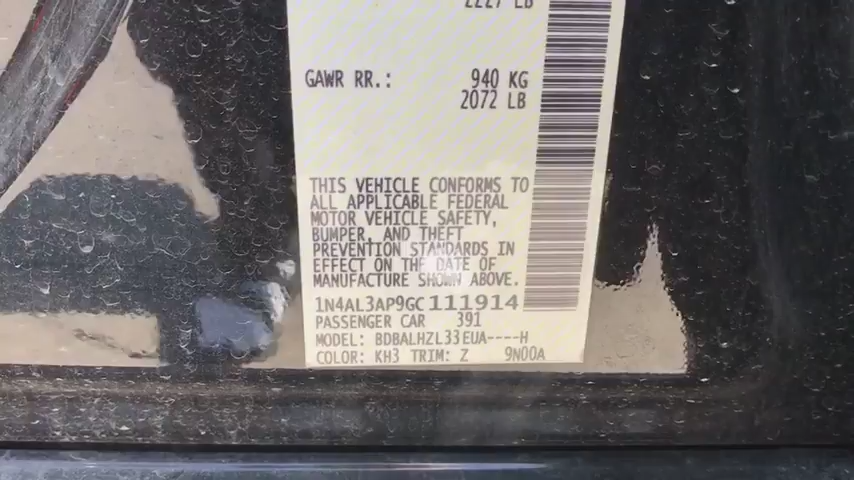 2227 LB
GAWR RR.: 940 KG
2072 LB
THIS VEHICLE CONFORMS TO
ALL APPLICABLE FEDERAL
MOTOR VEHICLE SAFETY,
BUMPER, AND THEFT
PREVENTION STANDARDS IN
EFFECT ON THE DATE OF
MANUFACTURE SHOWN ABOVE.
1N4AL3AP9GC111914
PASSENGER CAR 391
MODEL: BDBALHZL33EUA----H
COLOR: KH3 TRIM: Z 9N00A